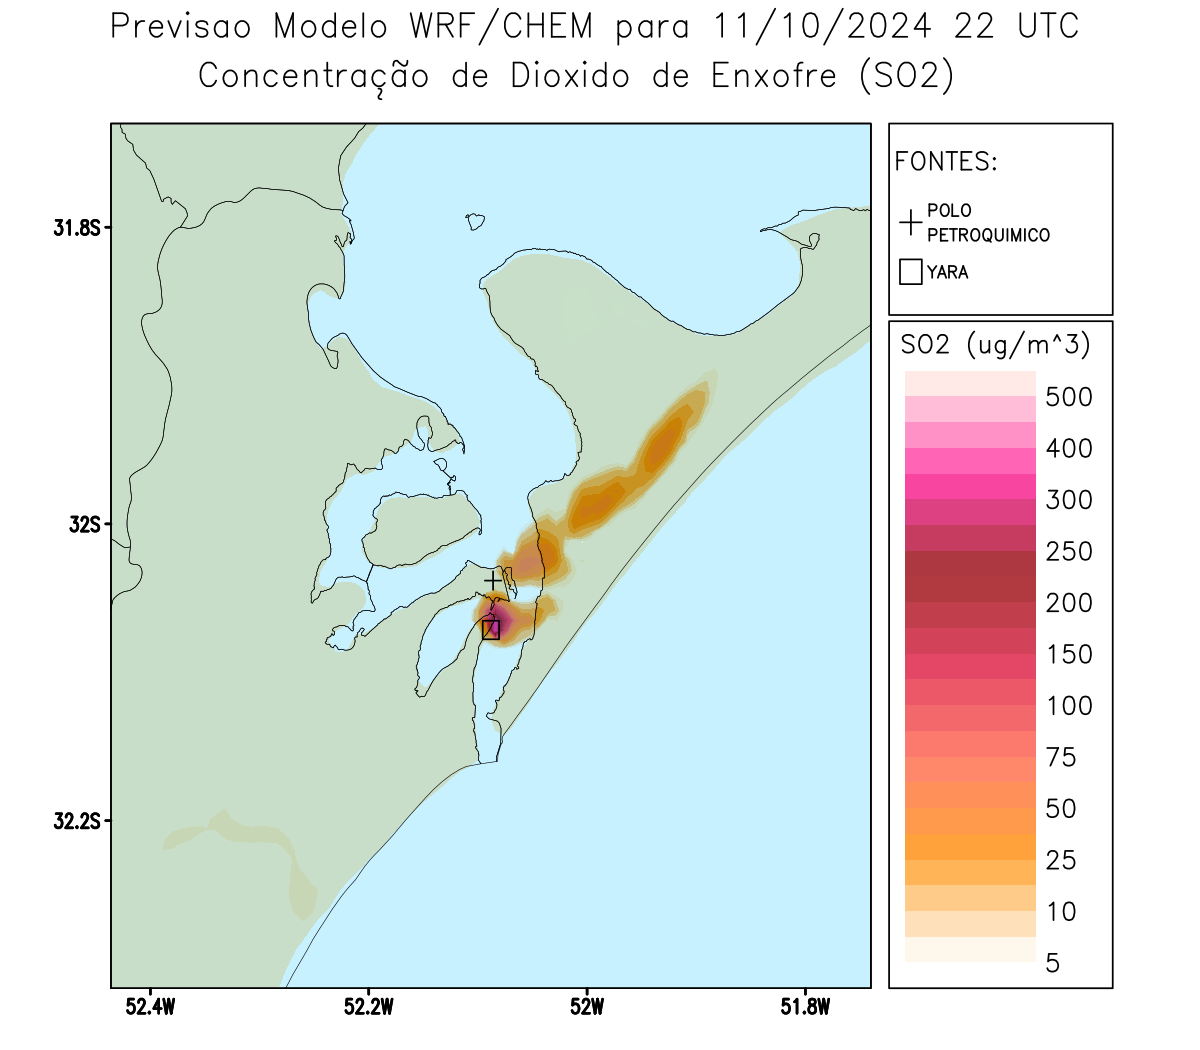 Previsao Modelo WRF/CHEM para 11/10/2024 22 UTC
Concentração de Dioxido de Enxofre (SO2)
FONTES:
POLO
PETROQUIMICO
YARA
31.8S
32S
32.2S
52.4W
52.2W
52W
51.8W
SO2 (ug/m^3)
500
400
300
250
200
150
100
75
50
25
10
5